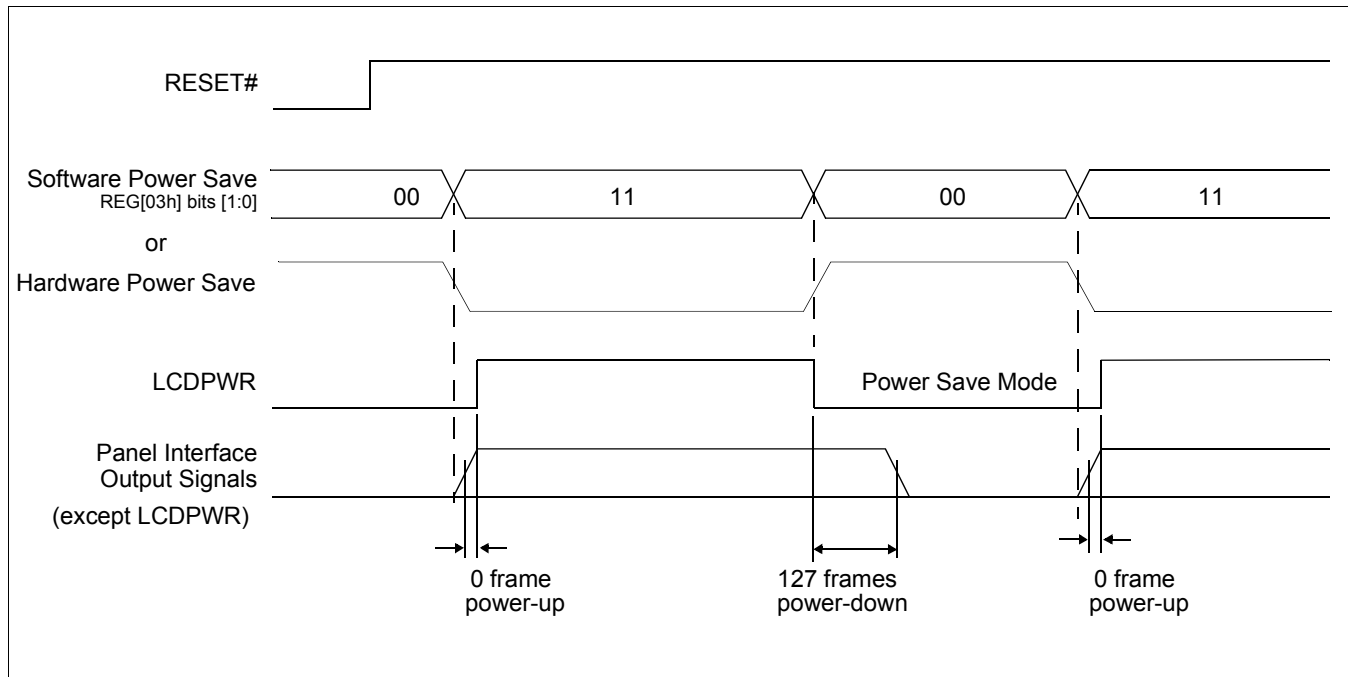 RESET#
Software Power Save
REG[03h] bits [1:0]
00
11
00
11
or
Hardware Power Save
LCDPWR
Power Save Mode
Panel Interface
Output Signals
(except LCDPWR)
0 frame
power-up
127 frames
power-down
0 frame
power-up